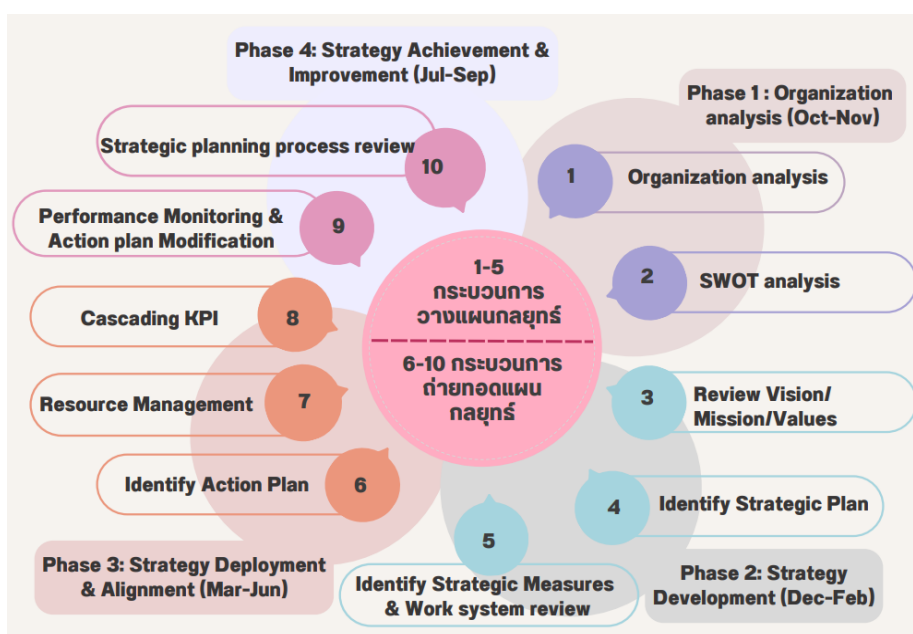 Phase 4: Strategy Achievement &
Improvement (Jul-Sep)
Phase 1 : Organization
analysis (Oct-Nov)
Strategic planning process review
10
1
Organization analysis
Performance Monitoring &
Action plan Modification
9
2
SWOT analysis
1-5
กระบวนการ
วางแผนกลยุทธ์
6-10 กระบวนการ
ถ่ายทอดแผน
กลยุทธ์
Cascading KPI
8
3
Review Vision/
Mission/Values
Resource Management
7
4
Identify Strategic Plan
Identify Action Plan
6
5
Identify Strategic Measures
& Work system review
Phase 3: Strategy Deployment
& Alignment (Mar-Jun)
Phase 2: Strategy
Development (Dec-Feb)